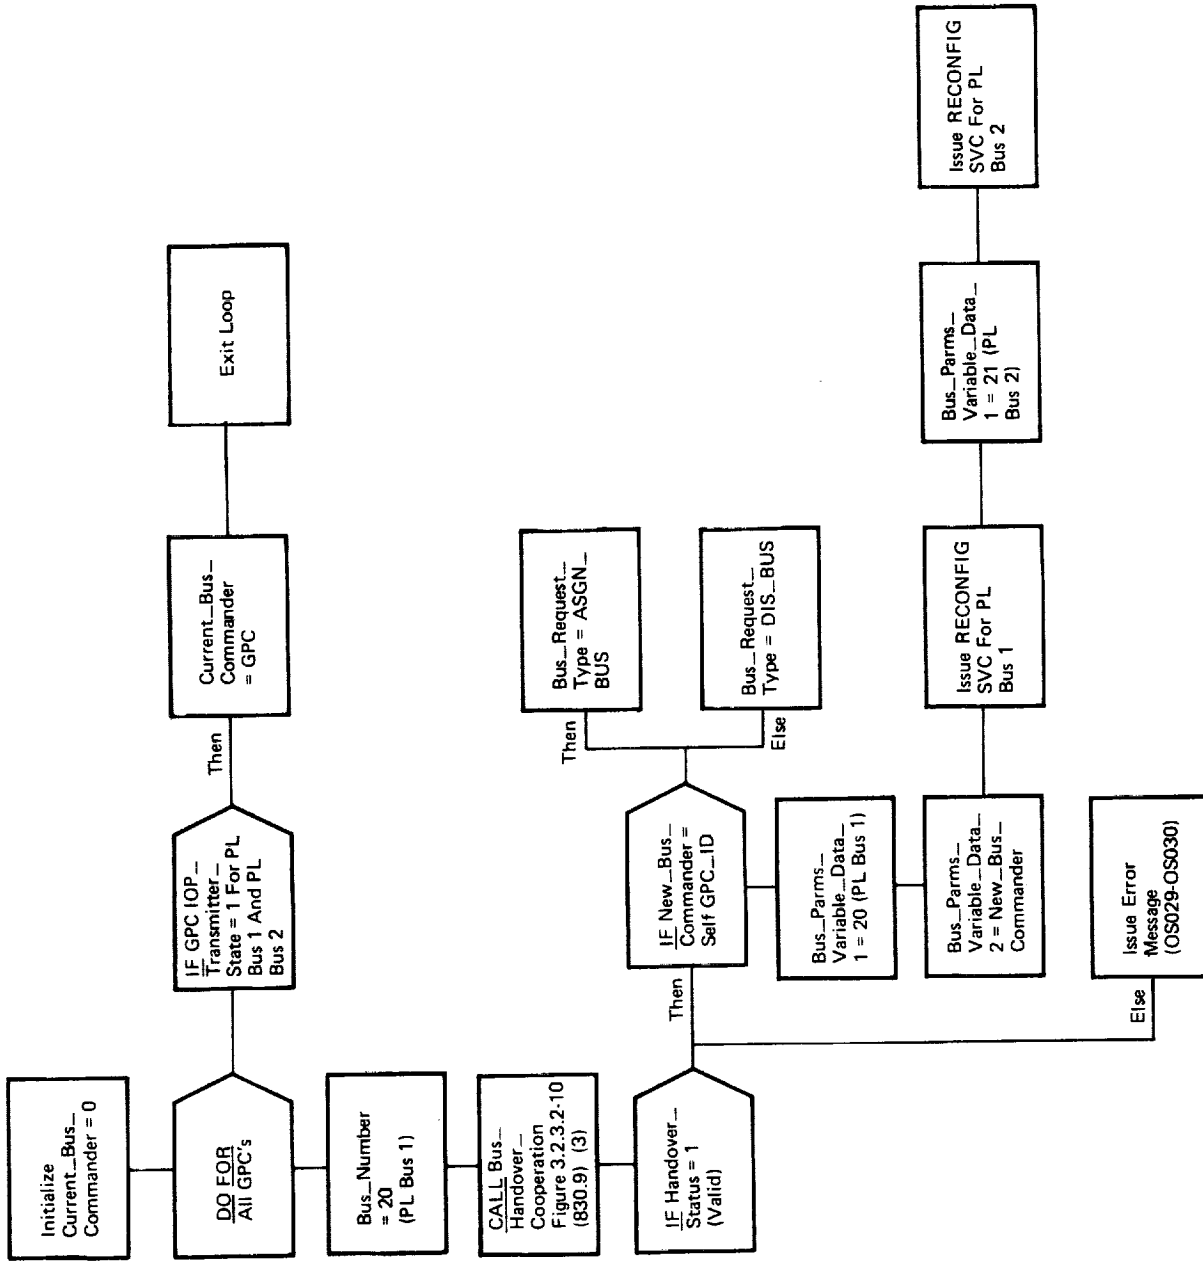 Initialize
Current_Bus_
Commander = 0
DO FOR
All GPC's
IF GPC IOP_
Transmitter_
State = 1 For PL
Bus 1 And PL
Bus 2
Then
Current_Bus_
Commander
= GPC
Exit Loop
Bus_Number
= 20
(PL Bus 1)
CALL Bus_
Handover_
Cooperation
Figure 3.2.3.2-10
(830.9) (3)
IF Handover_
Status = 1
(Valid)
Then
IF New_Bus_
Commander =
Self GPC_ID
Then
Bus_Request_
Type = ASGN_
BUS
Else
Bus_Request_
Type = DIS_BUS
Bus_Parms_
Variable_Data_
1 = 20 (PL Bus 1)
Bus_Parms_
Variable_Data_
2 = New_Bus_
Commander
Issue RECONFIG
SVC For PL
Bus 1
Bus_Parms_
Variable_Data_
1 = 21 (PL
Bus 2)
Issue RECONFIG
SVC For PL
Bus 2
Else
Issue Error
Message
(OS029-OS030)